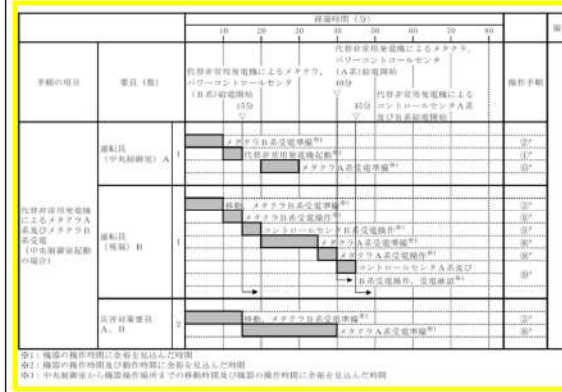 経過時間（分）
備
10 20 30 40 50 60 70 80
手順の項目
要員（数）
操作手順
代替非常用発電機によるメタクラ，
パワーコントロールセンタ
（B系）給電開始
15分
代替非常用発電機によるメタクラ，
パワーコントロールセンタ
（A系）給電開始
40分
代替非常用発電機による
コントロールセンタA系
及びB系給電開始
45分
代替非常用発電機
によるメタクラA
系及びメタクラB
系受電
（中央制御室起動
の場合）
運転員
（中央制御室）A
1
メタクラB系受電準備※1
代替非常用発電機起動
メタクラA系受電準備
運転員
（現場）B
1
移動，メタクラB系受電準備
メタクラB系受電操作
コントロールセンタB系受電操作
メタクラA系受電準備
メタクラA系受電操作
コントロールセンタA系及び
B系受電操作，受電確認
災害対策要員
A、B
2
移動，メタクラB系受電準備
メタクラA系受電準備
※1：機器の操作時間に余裕を見込んだ時間
※2：機器の操作時間及び動作時間に余裕を見込んだ時間
※3：中央制御室から機器操作場所までの移動時間及び機器の操作時間に余裕を見込んだ時間